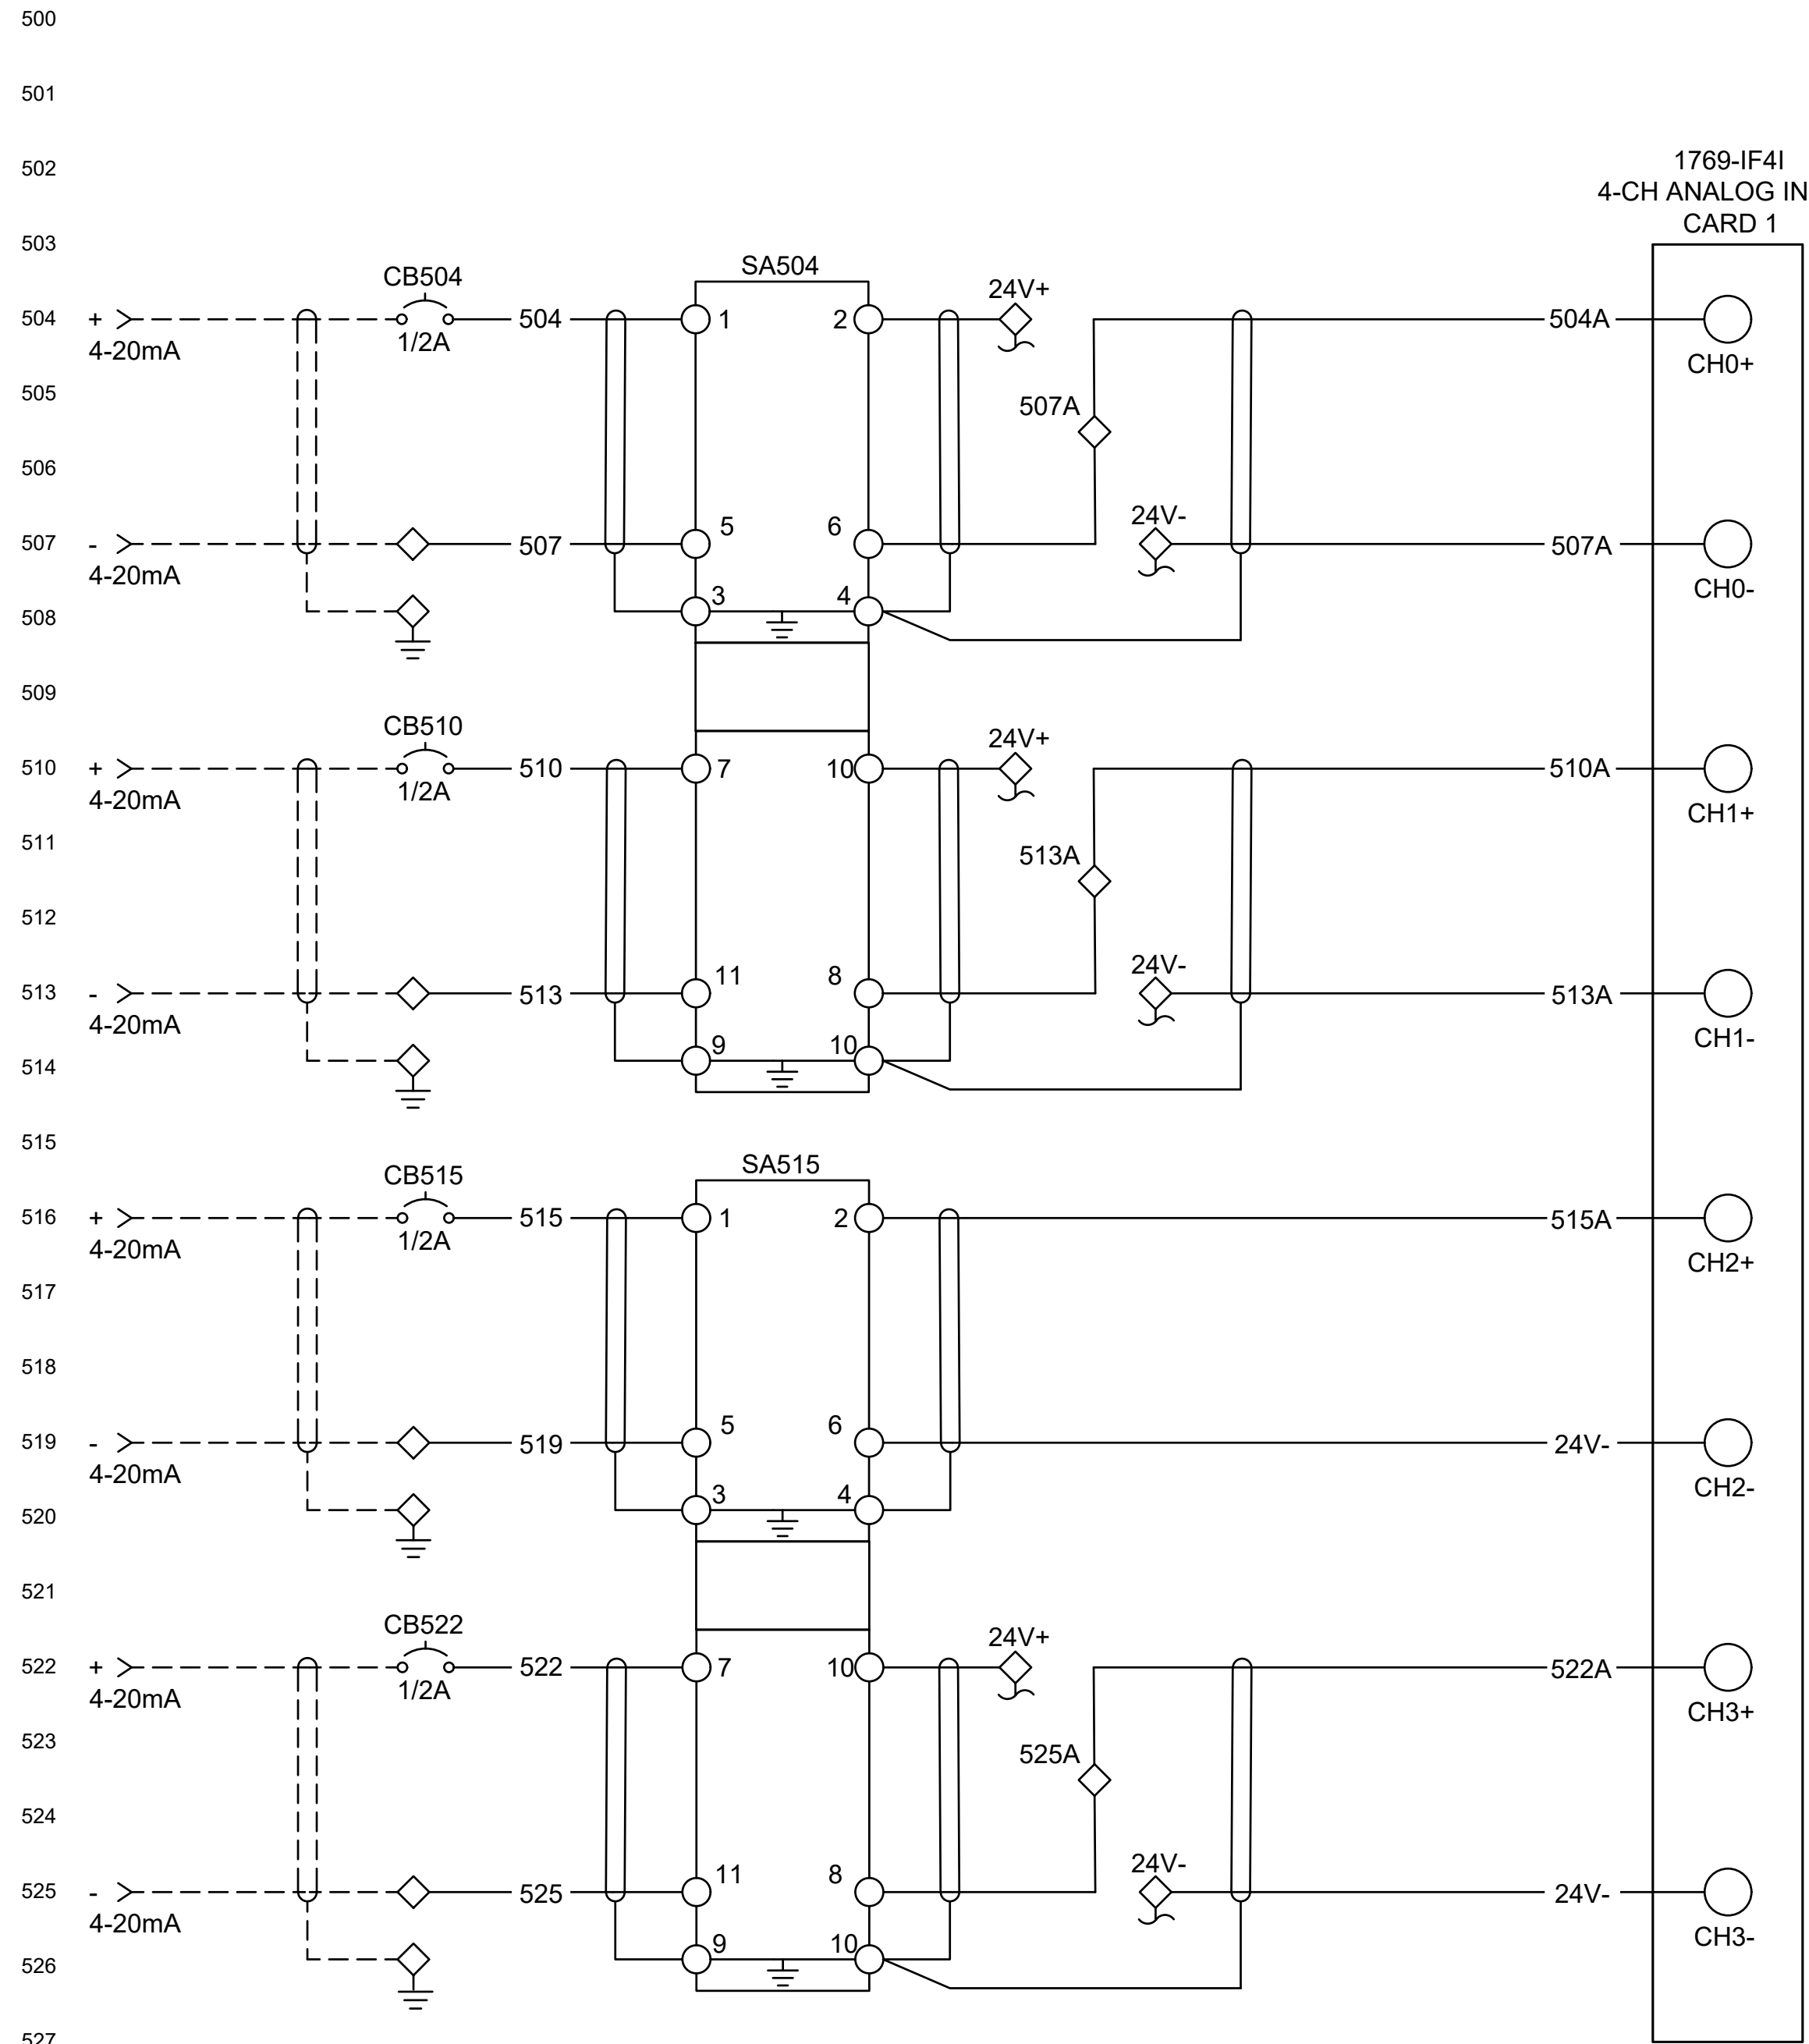 500
501
502
1769-IF4I
4-CH ANALOG IN
CARD 1
503
SA504
CB504
24V+
504
+
504
1
2
504A
1/2A
4-20mA
CH0+
505
507A
506
5
6
24V-
507
-
507
507A
4-20mA
CH0-
3
4
508
509
CB510
24V+
510
+
510
7
10
510A
1/2A
4-20mA
CH1+
511
513A
512
11
8
24V-
513
-
513
513A
4-20mA
CH1-
9
10
514
515
SA515
CB515
516
+
515
1
2
515A
1/2A
4-20mA
CH2+
517
518
5
6
519
-
519
24V-
4-20mA
CH2-
3
4
520
521
CB522
24V+
522
+
522
7
10
522A
1/2A
4-20mA
CH3+
523
525A
524
11
8
24V-
525
-
525
24V-
4-20mA
CH3-
9
10
526
527